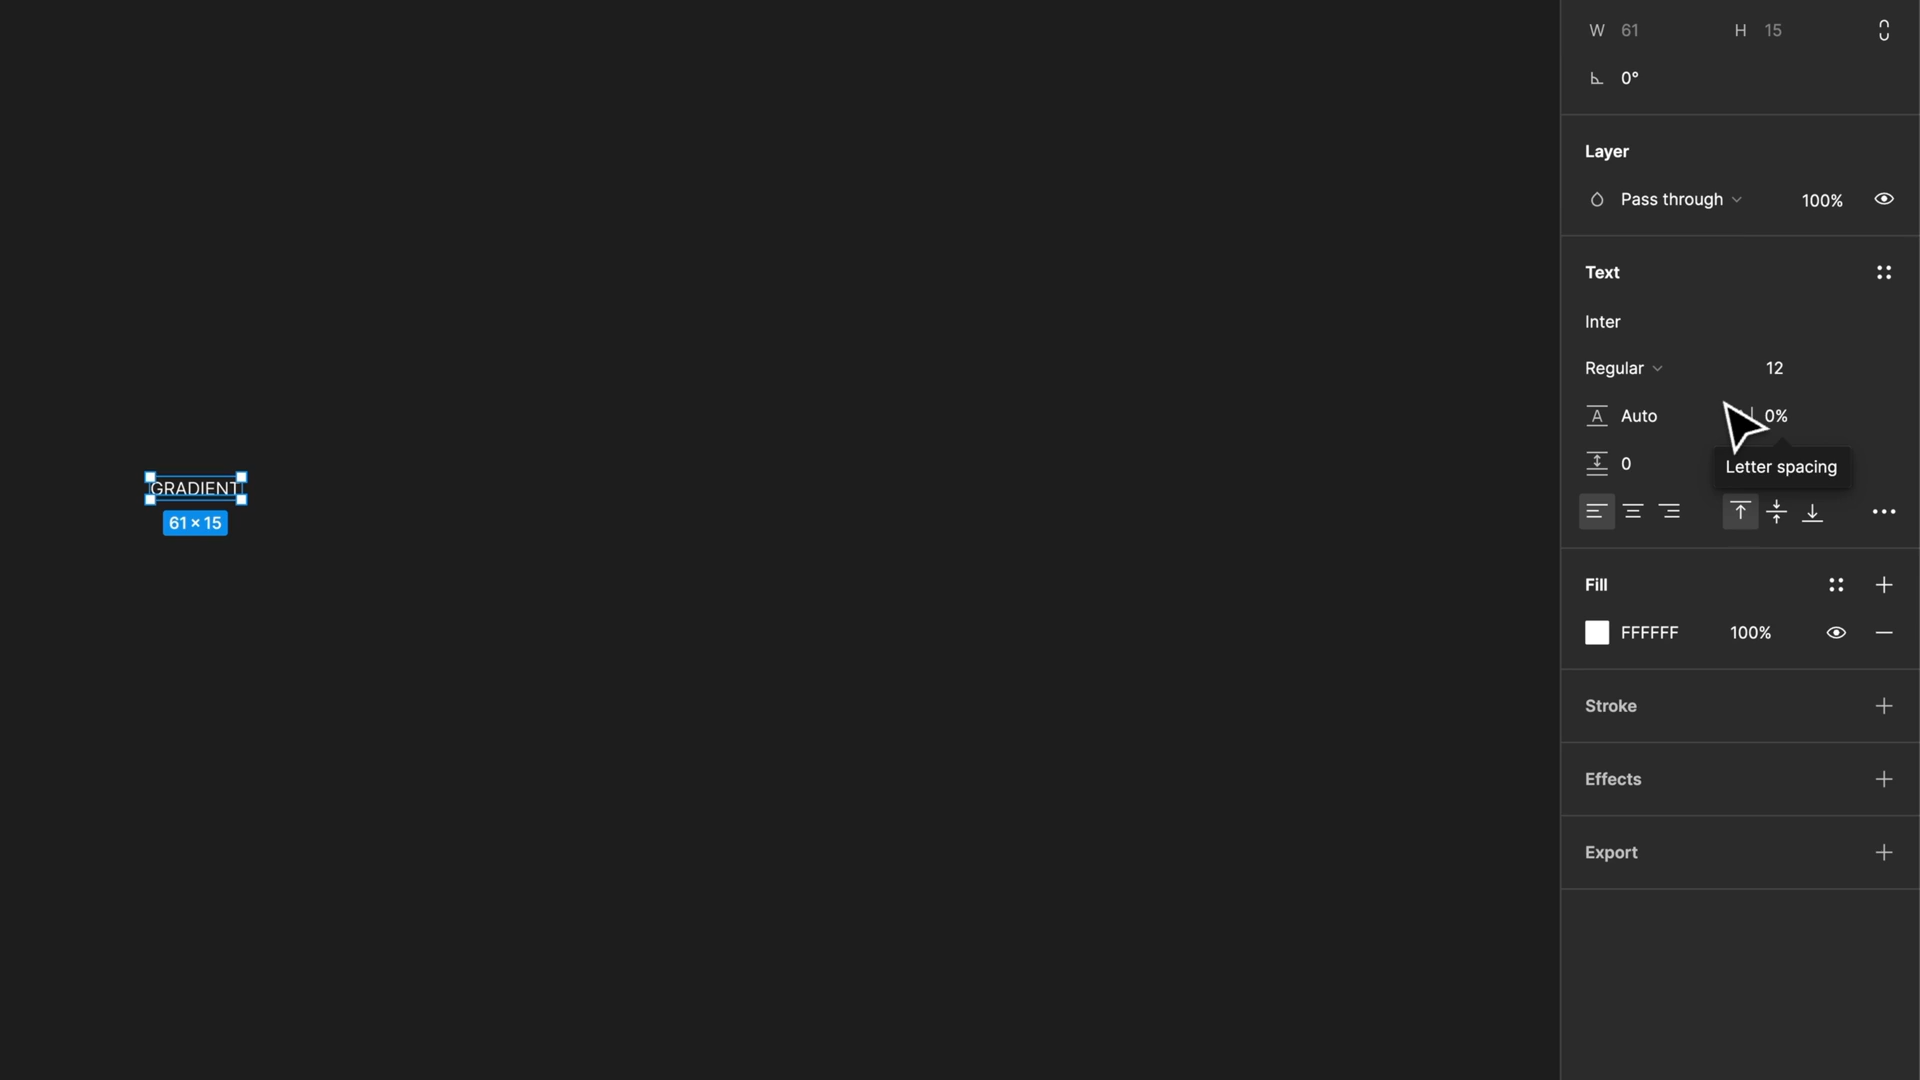 W 61 H 15
0°
Layer
Pass through 100%
Text
Inter
Regular 12
Auto 0%
GRADIENT
0 Letter spacing
61 × 15
Fill
FFFFFF 100%
Stroke
Effects
Export